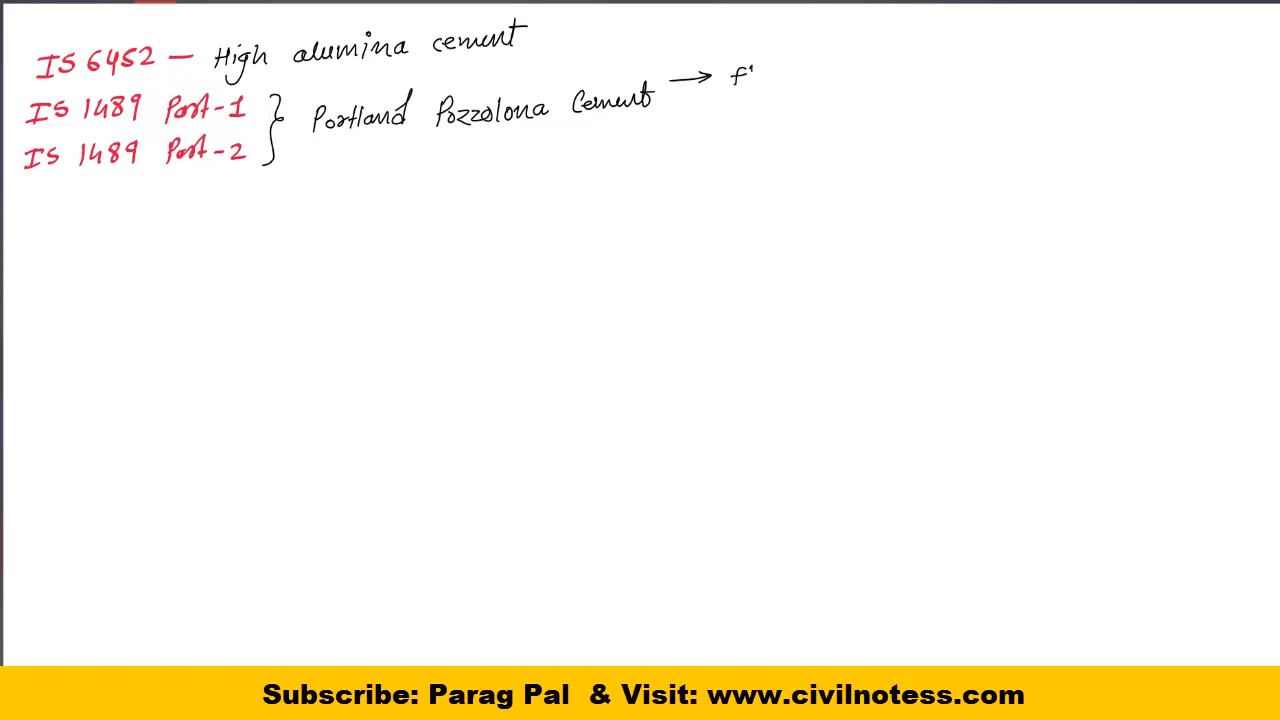 IS 6452 — High alumina cement
IS 1489 Part-1
IS 1489 Part-2
Portland Pozzolona Cement →
Subscribe: Parag Pal & Visit: www.civilnotess.com